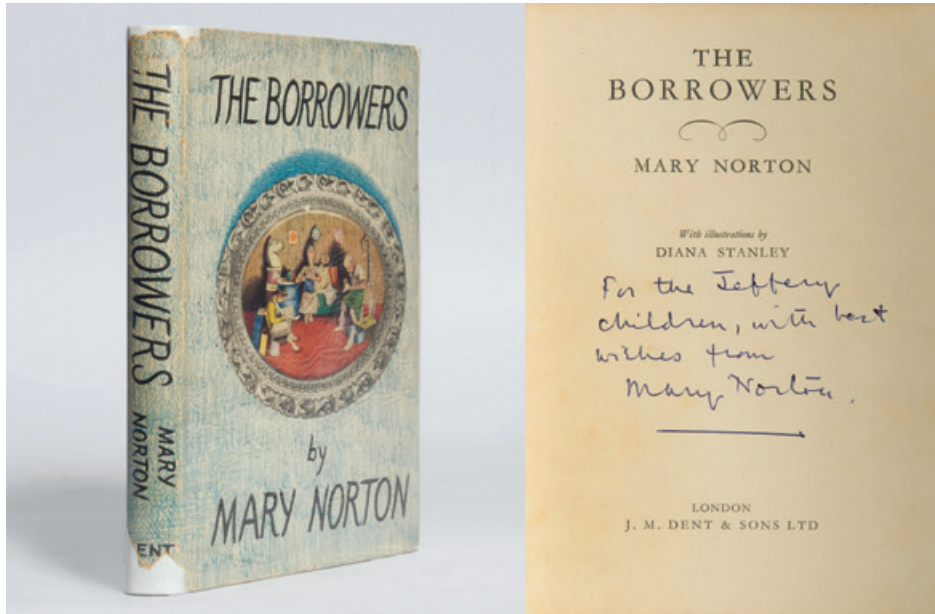 THE BORROWERS
MARY
NORTON
ENT
THE BORROWERS
by
MARY NORTON
THE
BORROWERS
MARY NORTON
With illustrations by
DIANA STANLEY
For the Jeffery
children, with best
wishes from
Mary Norton.
LONDON
J. M. DENT & SONS LTD